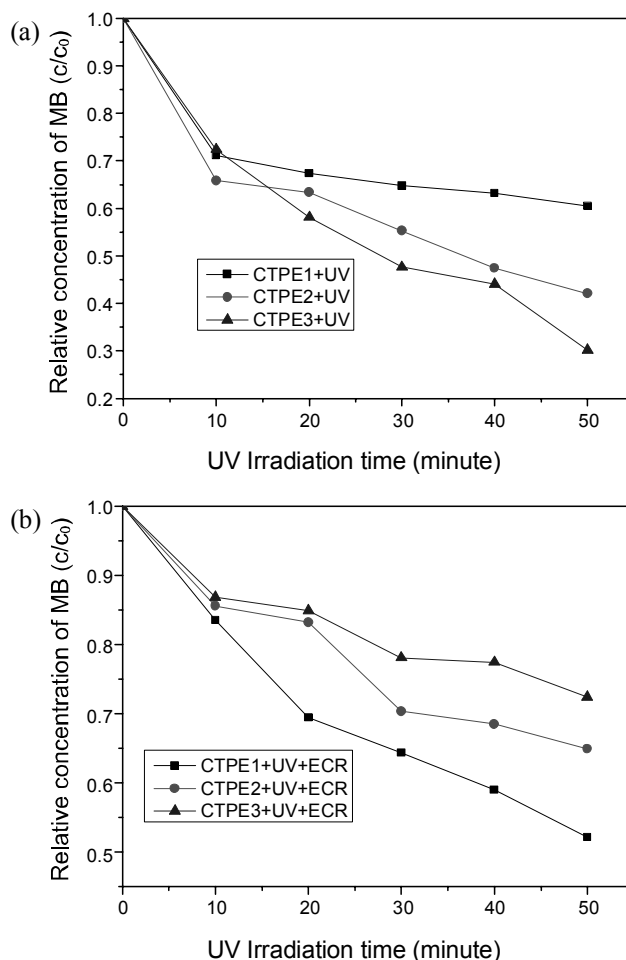 (a)
1.0
0.9
0.8
0.7
0.6
0.5
0.4
0.3
0.2
Relative concentration of MB (c/c₀)
CTPE1+UV
CTPE2+UV
CTPE3+UV
0 10 20 30 40 50
UV Irradiation time (minute)
(b)
1.0
0.9
0.8
0.7
0.6
0.5
Relative concentration of MB (c/c₀)
CTPE1+UV+ECR
CTPE2+UV+ECR
CTPE3+UV+ECR
0 10 20 30 40 50
UV Irradiation time (minute)